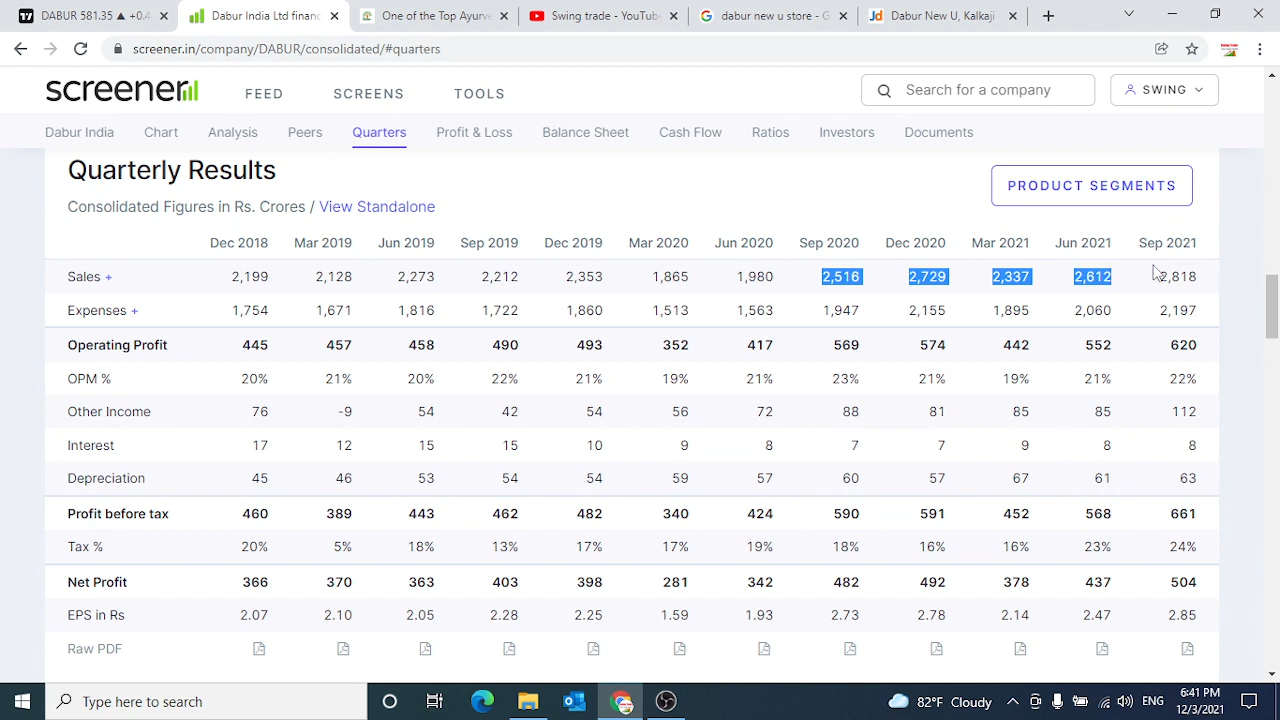 DABUR 581.35 ▲ +0.4
Dabur India Ltd financ
One of the Top Ayurve
Swing trade - YouTube
dabur new u store - G
Dabur New U, Kalkaji
screener.in/company/DABUR/consolidated/#quarters
screener
FEED
SCREENS
TOOLS
Search for a company
SWING
Dabur India
Chart
Analysis
Peers
Quarters
Profit & Loss
Balance Sheet
Cash Flow
Ratios
Investors
Documents
Quarterly Results
PRODUCT SEGMENTS
Consolidated Figures in Rs. Crores / View Standalone
Dec 2018 Mar 2019 Jun 2019 Sep 2019 Dec 2019 Mar 2020 Jun 2020 Sep 2020 Dec 2020 Mar 2021 Jun 2021 Sep 2021
Sales + 2,199 2,128 2,273 2,212 2,353 1,865 1,980 2,516 2,729 2,337 2,612 2,818
Expenses + 1,754 1,671 1,816 1,722 1,860 1,513 1,563 1,947 2,155 1,895 2,060 2,197
Operating Profit 445 457 458 490 493 352 417 569 574 442 552 620
OPM % 20% 21% 20% 22% 21% 19% 21% 23% 21% 19% 21% 22%
Other Income 76 -9 54 42 54 56 72 88 81 85 85 112
Interest 17 12 15 15 10 9 8 7 7 9 8 8
Depreciation 45 46 53 54 54 59 57 60 57 67 61 63
Profit before tax 460 389 443 462 482 340 424 590 591 452 568 661
Tax % 20% 5% 18% 13% 17% 17% 19% 18% 16% 16% 23% 24%
Net Profit 366 370 363 403 398 281 342 482 492 378 437 504
EPS in Rs 2.07 2.10 2.05 2.28 2.25 1.59 1.93 2.73 2.78 2.14 2.47 2.85
Raw PDF
Type here to search
82°F Cloudy
ENG
6:41 PM
12/3/2021